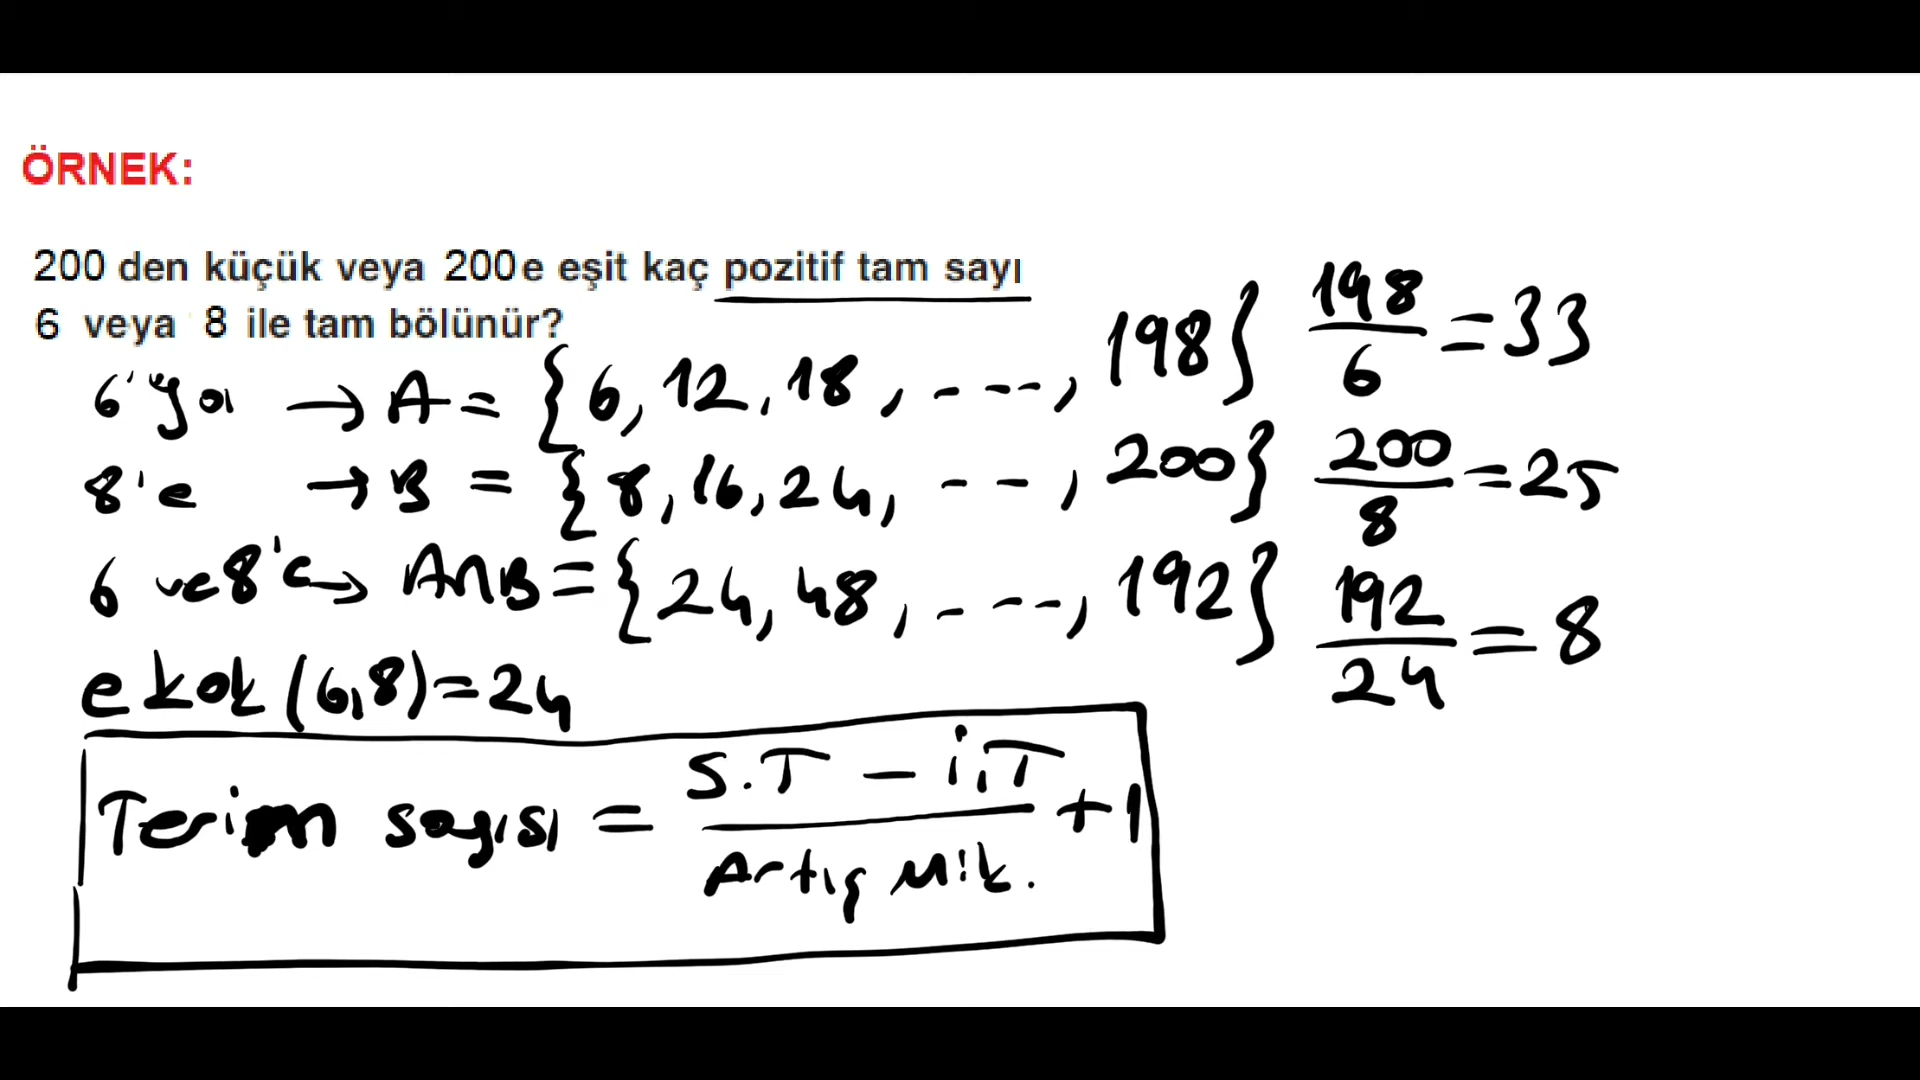 ÖRNEK:
200 den küçük veya 200 e eşit kaç pozitif tam sayı
6 veya 8 ile tam bölünür?
6'ya → A = {6, 12, 18, - - - -, 198} 198/6 = 33
8'e → B = {8, 16, 24, - - -, 200} 200/8 = 25
6 ve 8'e → A∩B = {24, 48, - - - -, 192} 192/24 = 8
ekok (6,8) = 24
Terim sayısı = S.T - i.T / Artış Mik. + 1